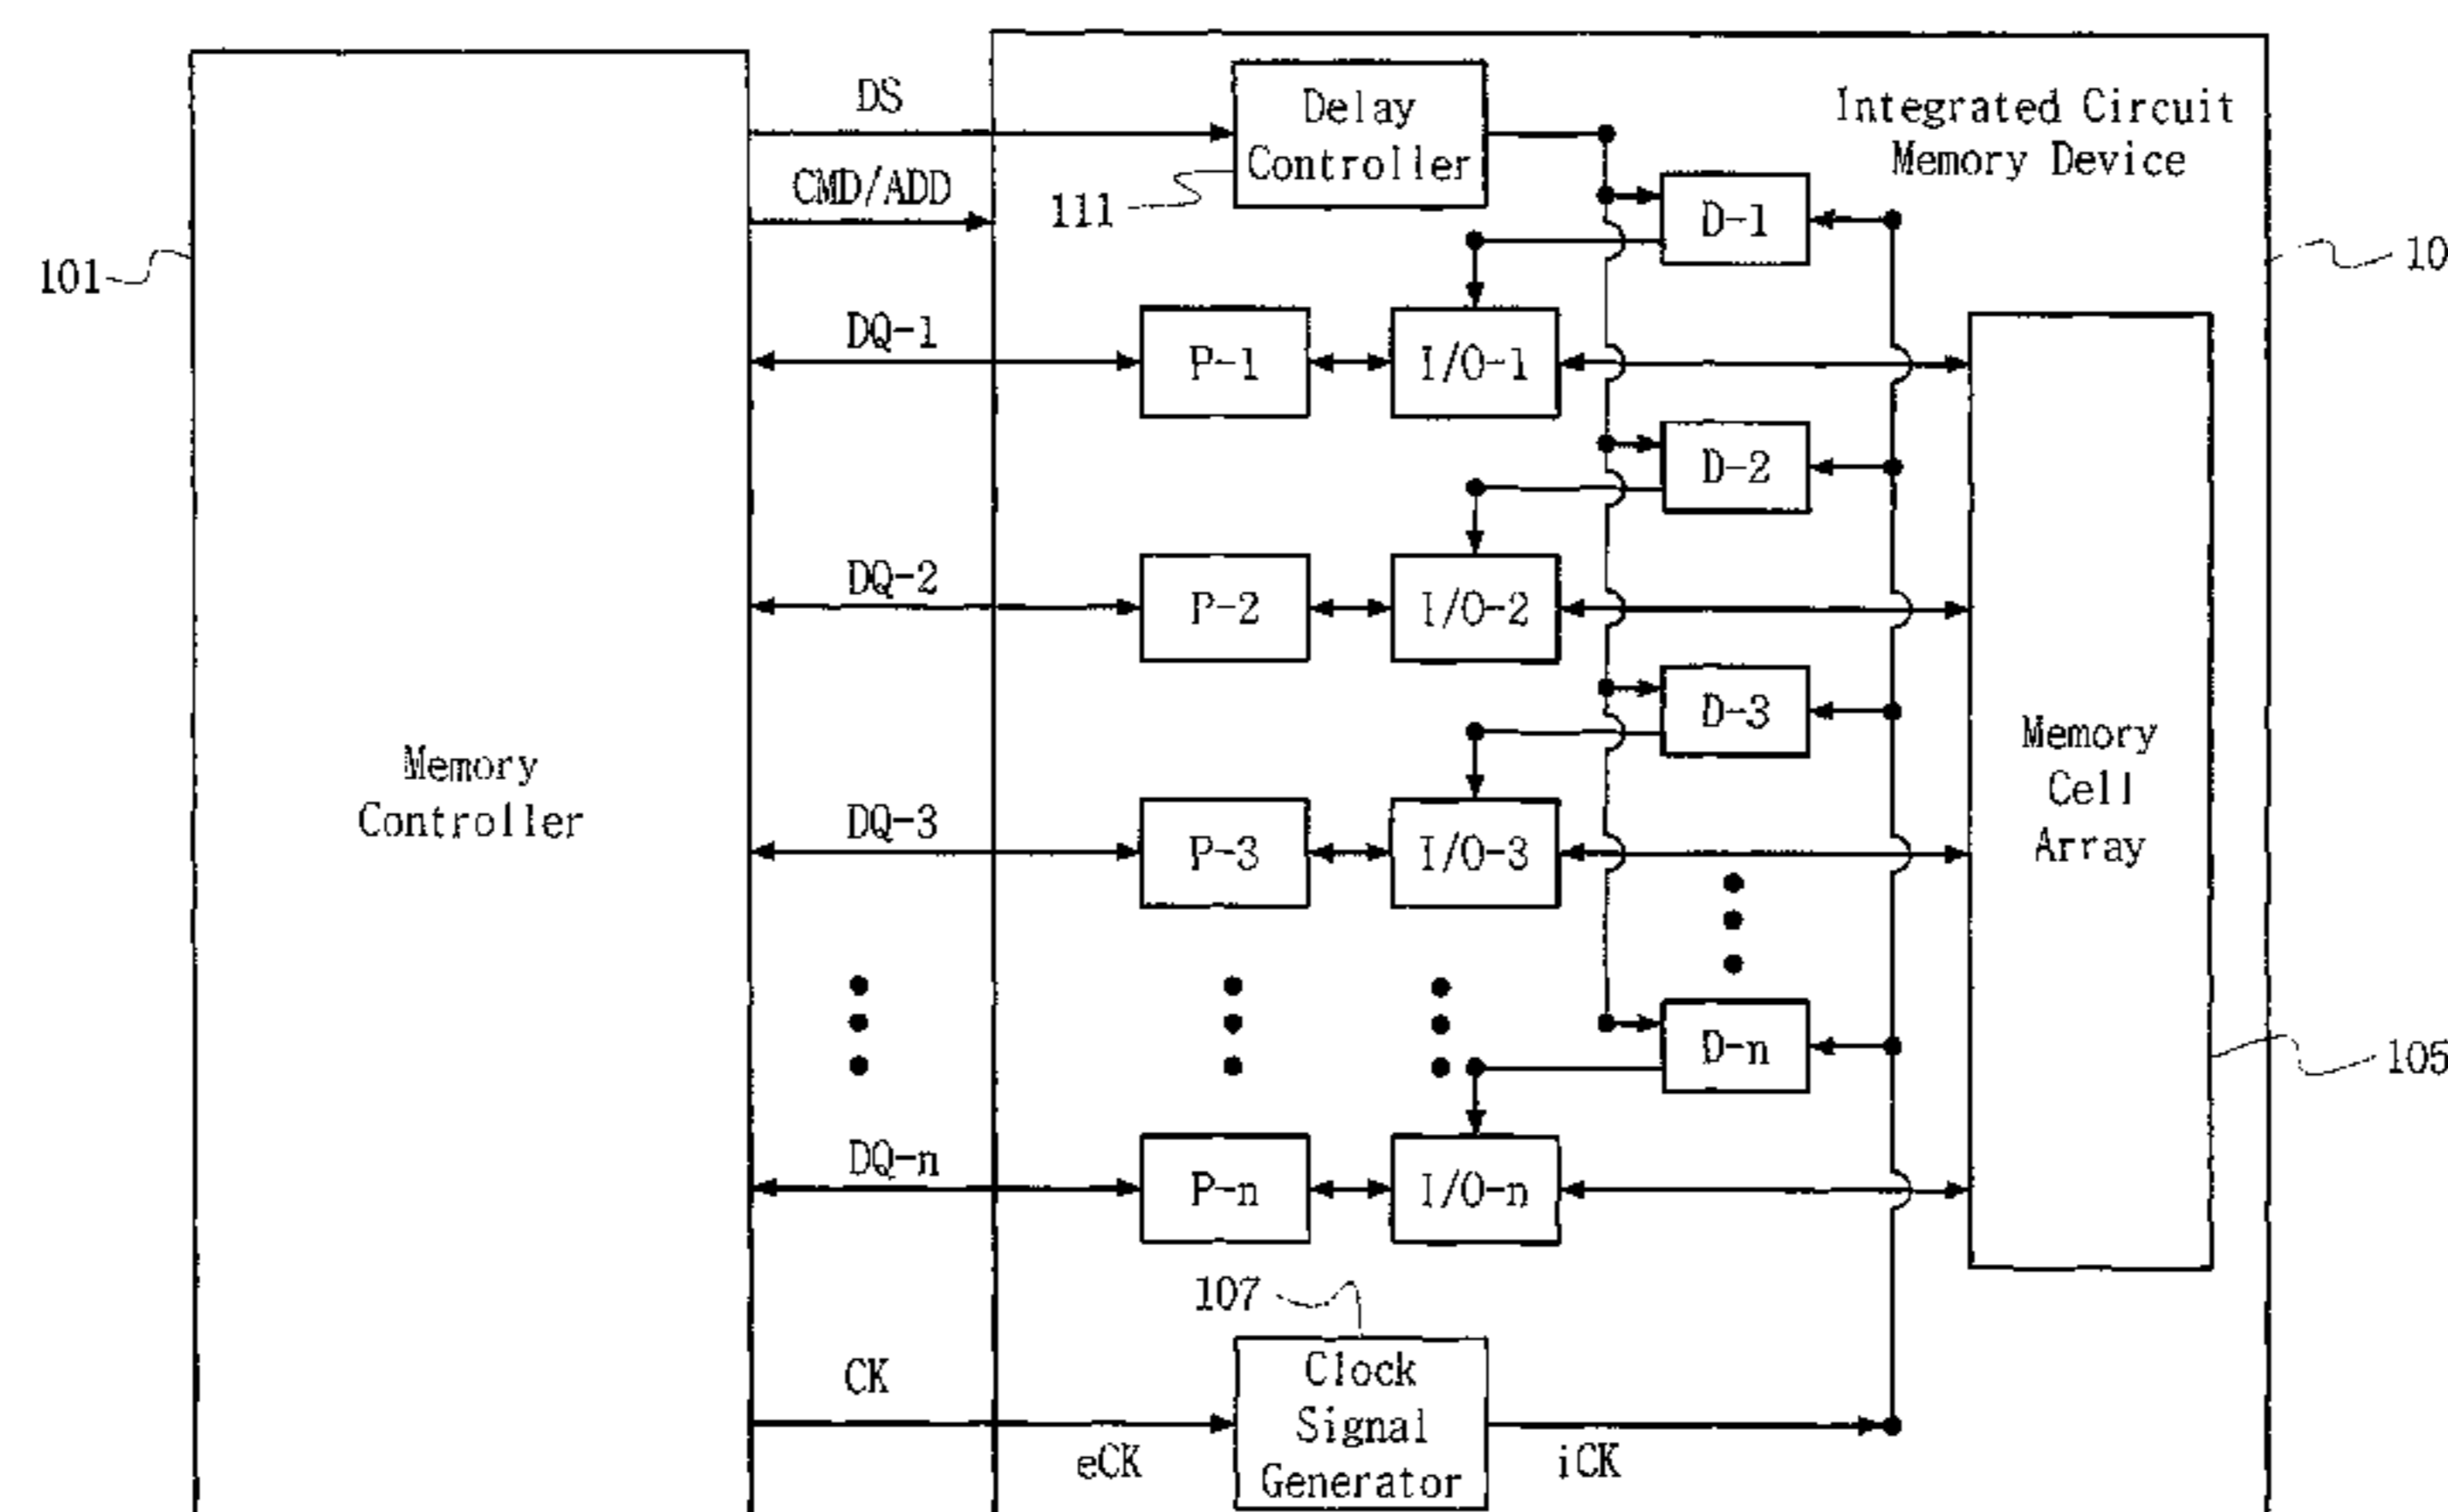 DS
Delay
Controller
Integrated Circuit
Memory Device
CMD/ADD
111
D-1
101
10
DQ-1
P-1
I/O-1
D-2
DQ-2
P-2
I/O-2
D-3
Memory
Controller
Memory
Cell
Array
DQ-3
P-3
I/O-3
D-n
105
DQ-n
P-n
I/O-n
107
CK
Clock
Signal
Generator
eCK
iCK